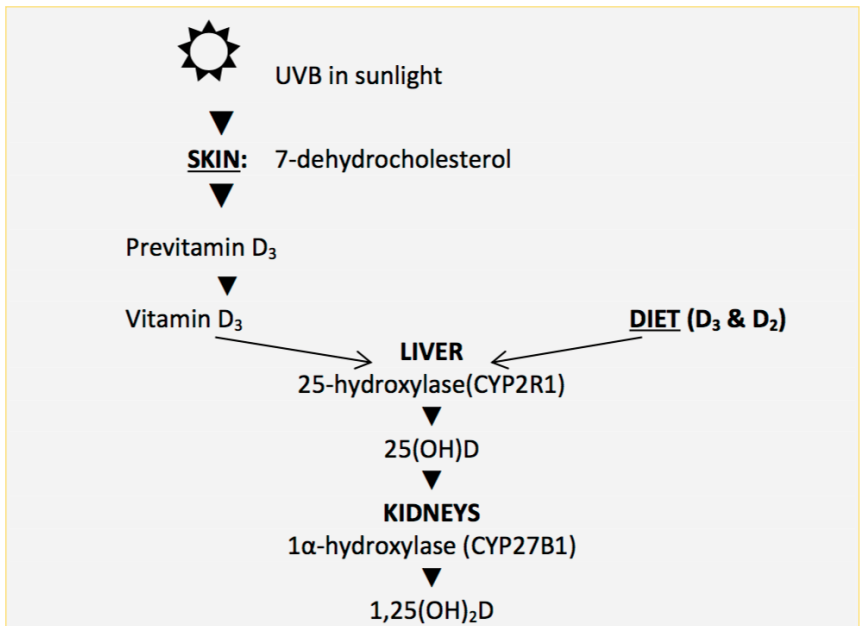 UVB in sunlight
SKIN: 7-dehydrocholesterol
Previtamin D₃
Vitamin D₃
DIET (D₃ & D₂)
LIVER
25-hydroxylase(CYP2R1)
25(OH)D
KIDNEYS
1α-hydroxylase (CYP27B1)
1,25(OH)₂D